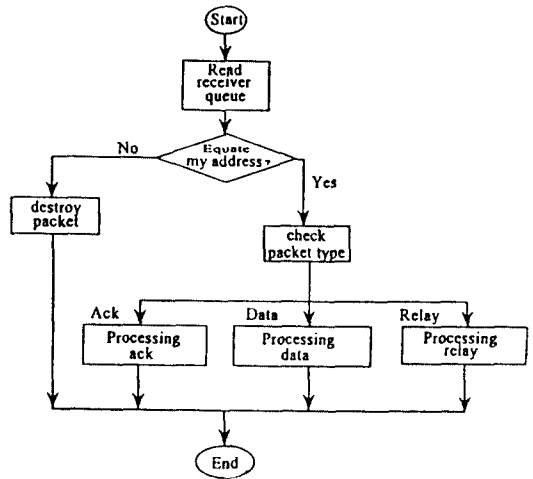 Start
Read
receiver
queue
Equate
my address?
No
Yes
destroy
packet
check
packet type
Ack
Data
Relay
Processing
ack
Processing
data
Processing
relay
End